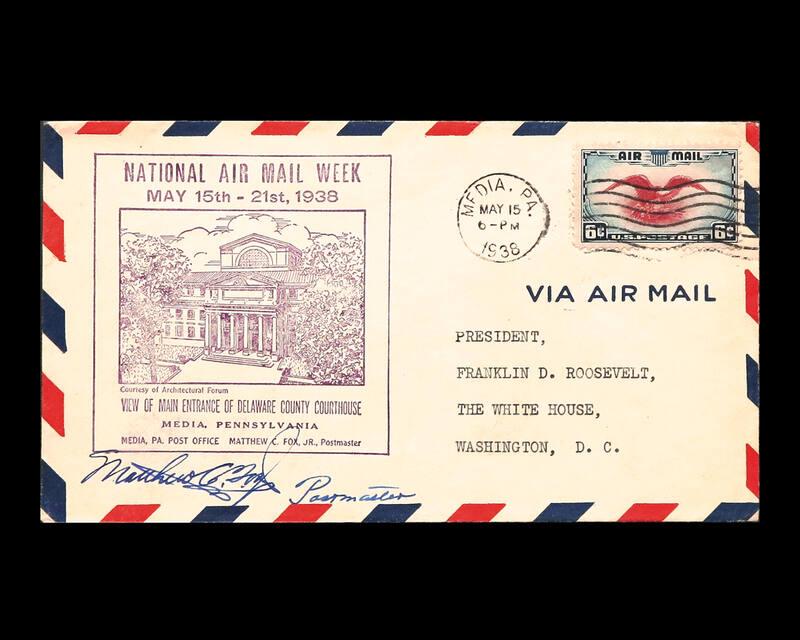 NATIONAL AIR MAIL WEEK
MAY 15th - 21st, 1938
Courtesy of Architectural Forum
VIEW OF MAIN ENTRANCE OF DELAWARE COUNTY COURTHOUSE
MEDIA, PENNSYLVANIA
MEDIA, PA. POST OFFICE MATTHEW C. FOX, JR., Postmaster
Matthew C. Fox Jr Postmaster
MEDIA, PA.
MAY 15
6-PM
1938
AIR MAIL
6¢ U.S. POSTAGE 6¢
VIA AIR MAIL
PRESIDENT,
FRANKLIN D. ROOSEVELT,
THE WHITE HOUSE,
WASHINGTON, D. C.